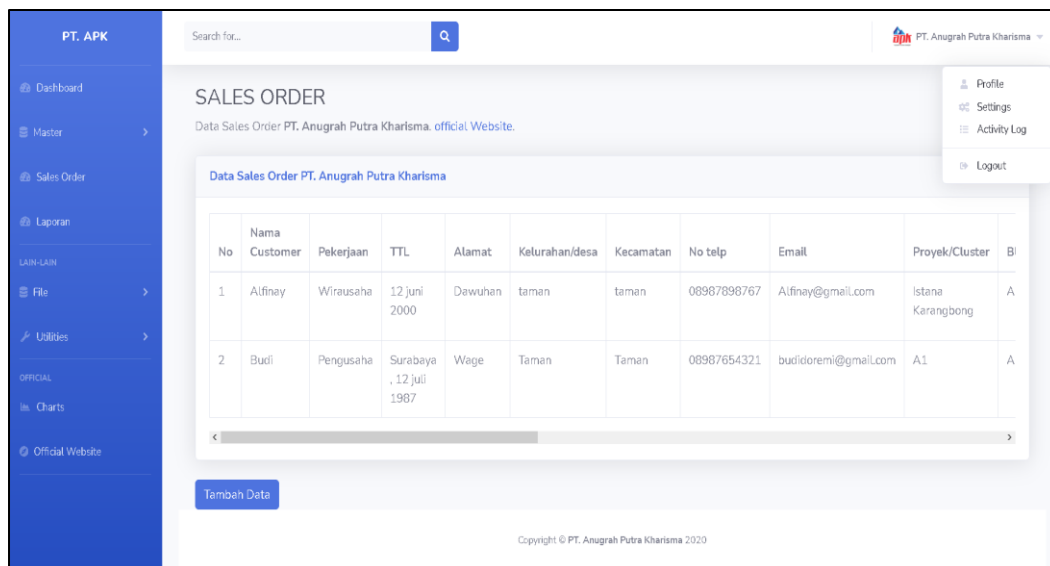 PT. APK
Search for...
apk PT. Anugrah Putra Kharisma
Profile
Settings
Activity Log
Logout
Dashboard
Master
Sales Order
Laporan
LAIN-LAIN
File
Utilities
OFFICIAL
Charts
Official Website
SALES ORDER
Data Sales Order PT. Anugrah Putra Kharisma. official Website.
Data Sales Order PT. Anugrah Putra Kharisma
No Nama Customer Pekerjaan TTL Alamat Kelurahan/desa Kecamatan No telp Email Proyek/Cluster
1 Alfinay Wirausaha 12 juni 2000 Dawuhan taman taman 08987898767 Alfinay@gmail.com Istana Karangbong A
2 Budi Pengusaha Surabaya , 12 juli 1987 Wage Taman Taman 08987654321 budidoremi@gmail.com A1 A
Tambah Data
Copyright © PT. Anugrah Putra Kharisma 2020